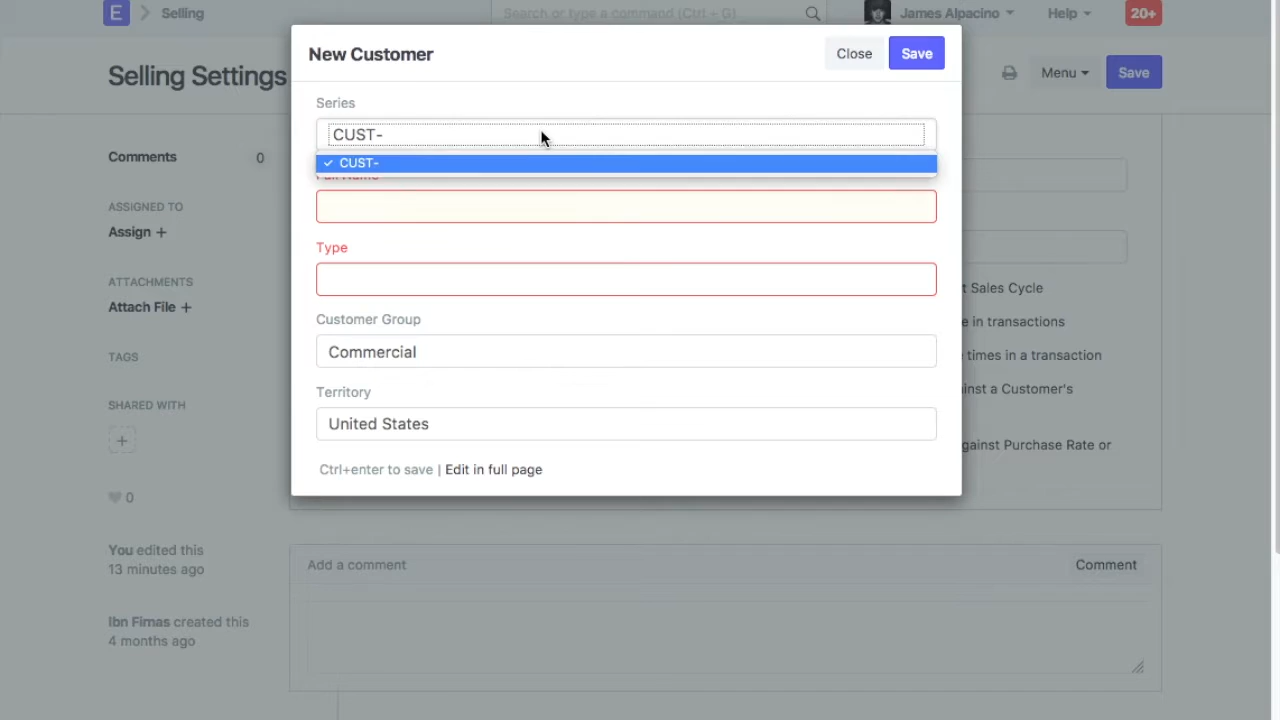 E Selling Search or type a command (Ctrl + G) James Alpacino Help 20+
Selling Settings Menu Save
New Customer Close Save
Series
CUST-
✓ CUST-
Full Name
Type
Customer Group
Commercial
Territory
United States
Ctrl+enter to save | Edit in full page
Comments 0
ASSIGNED TO
Assign +
ATTACHMENTS
Attach File +
TAGS
SHARED WITH
+
0
You edited this
13 minutes ago
Ibn Firnas created this
4 months ago
t Sales Cycle
e in transactions
times in a transaction
inst a Customer's
gainst Purchase Rate or
Add a comment Comment